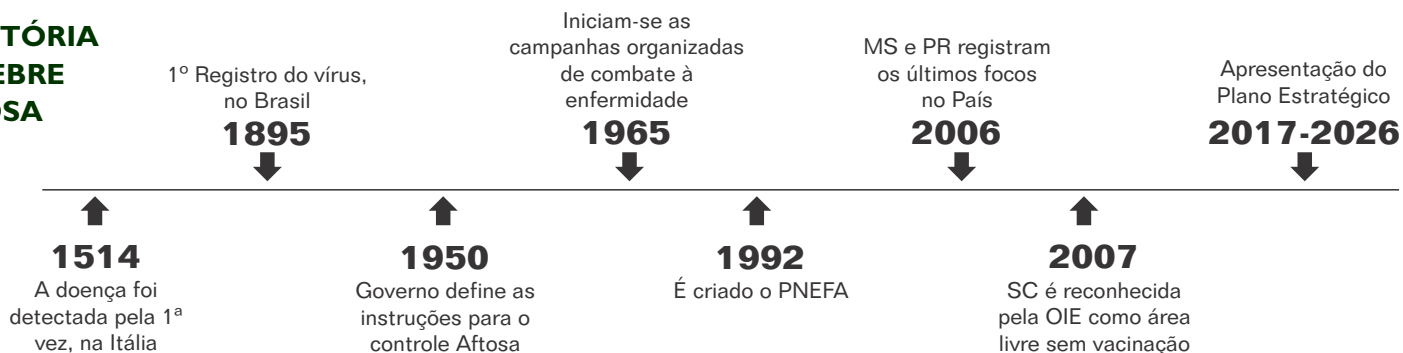 TÓRIA
EBRE
OSA
1º Registro do vírus,
no Brasil
1895
Iniciam-se as
campanhas organizadas
de combate à
enfermidade
1965
MS e PR registram
os últimos focos
no País
2006
Apresentação do
Plano Estratégico
2017-2026
1514
A doença foi
detectada pela 1ª
vez, na Itália
1950
Governo define as
instruções para o
controle Aftosa
1992
É criado o PNEFA
2007
SC é reconhecida
pela OIE como área
livre sem vacinação